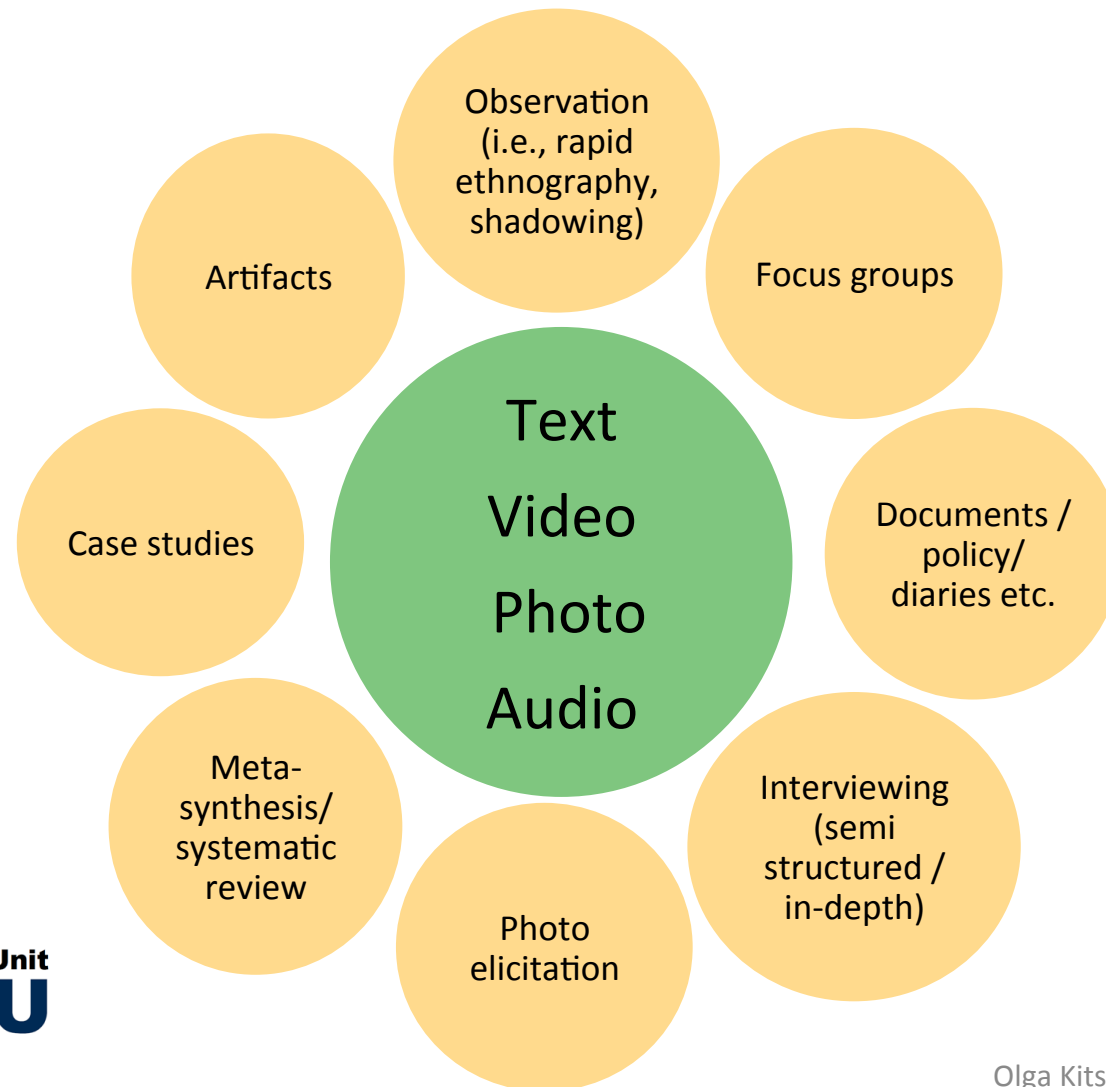 Observation
(i.e., rapid
ethnography,
shadowing)
Focus groups
Documents /
policy/
diaries etc.
Interviewing
(semi
structured /
in-depth)
Photo
elicitation
Meta-
synthesis/
systematic
review
Case studies
Artifacts
Text
Video
Photo
Audio
Unit
U
Olga Kits